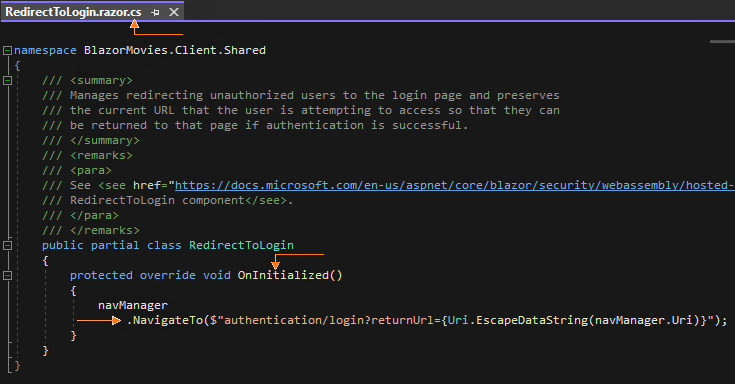 RedirectToLogin.razor.cs
namespace BlazorMovies.Client.Shared
{
/// <summary>
/// Manages redirecting unauthorized users to the login page and preserves
/// the current URL that the user is attempting to access so that they can
/// be returned to that page if authentication is successful.
/// </summary>
/// <remarks>
/// <para>
/// See <see href="https://docs.microsoft.com/en-us/aspnet/core/blazor/security/webassembly/hosted-
/// RedirectToLogin component</see>.
/// </para>
/// </remarks>
public partial class RedirectToLogin
{
protected override void OnInitialized()
{
navManager
.NavigateTo($"authentication/login?returnUrl={Uri.EscapeDataString(navManager.Uri)}");
}
}
}